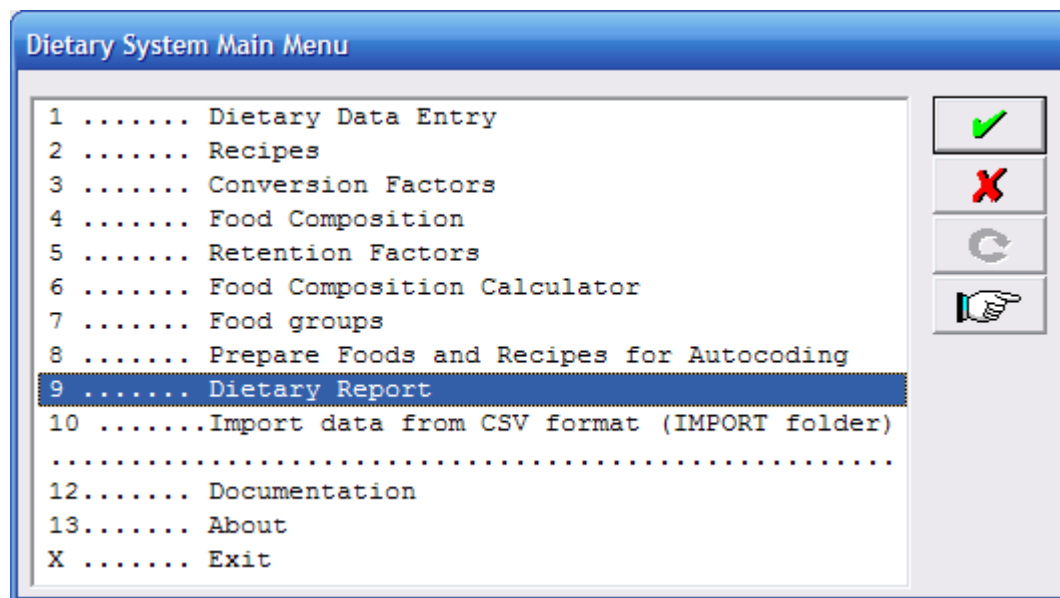 Dietary System Main Menu
1 ....... Dietary Data Entry
2 ....... Recipes
3 ....... Conversion Factors
4 ....... Food Composition
5 ....... Retention Factors
6 ....... Food Composition Calculator
7 ....... Food groups
8 ....... Prepare Foods and Recipes for Autocoding
9 ....... Dietary Report
10 .......Import data from CSV format (IMPORT folder)
....................................................
12....... Documentation
13....... About
X ....... Exit